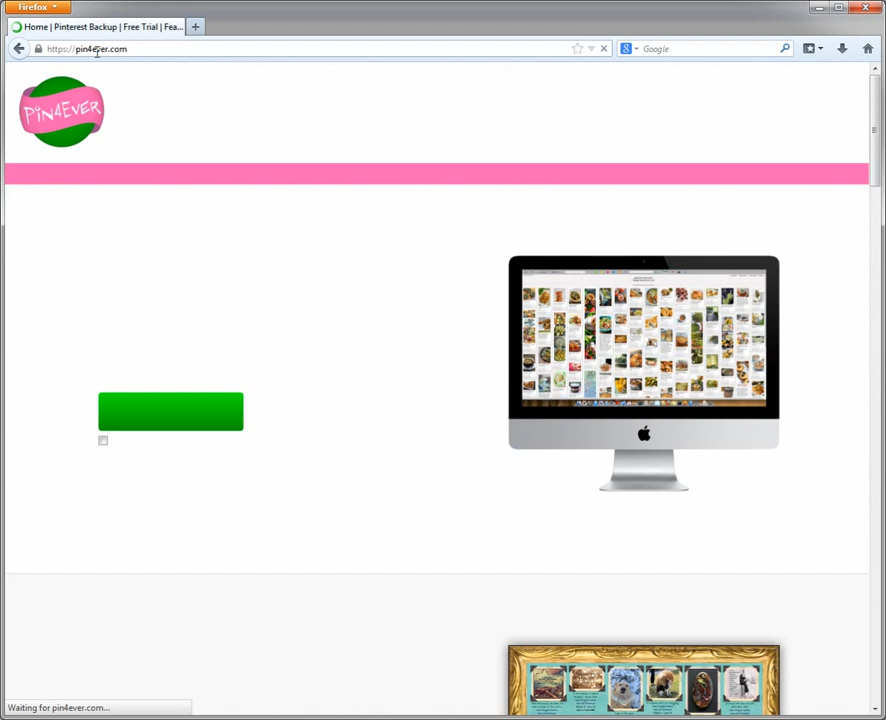 Firefox
Home | Pinterest Backup | Free Trial | Fea...
https://pin4ever.com
Google
PiN4EVER
Waiting for pin4ever.com...